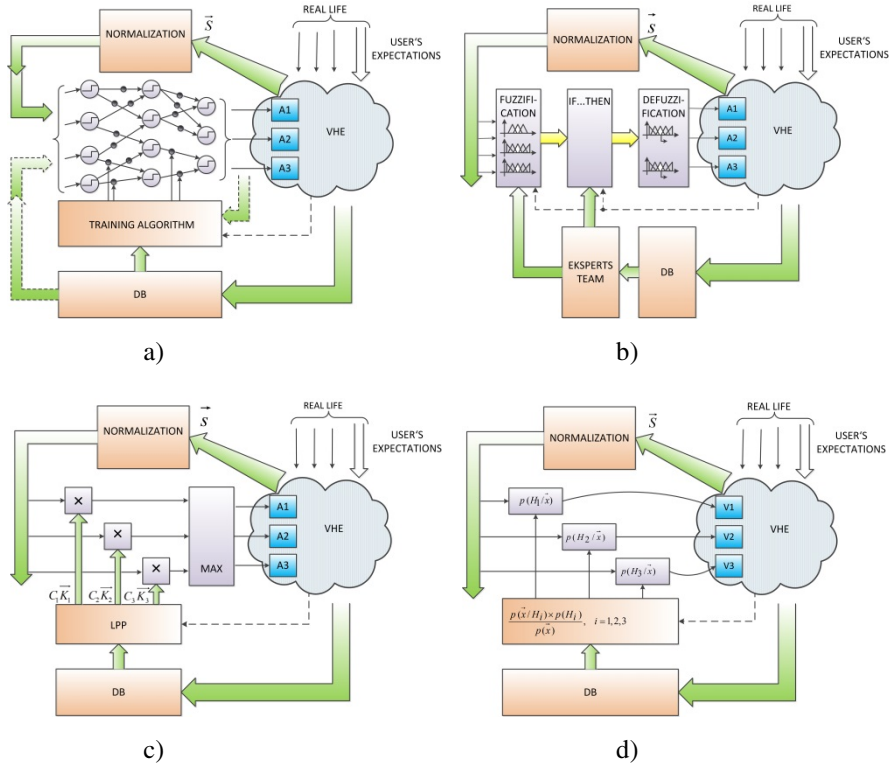 REAL LIFE
NORMALIZATION
S
USER'S
EXPECTATIONS
A1
A2
A3
VHE
TRAINING ALGORITHM
DB
a)
REAL LIFE
NORMALIZATION
s
USER'S
EXPECTATIONS
FUZZIFI-
CATION
IF...THEN
DEFUZZI-
FICATION
A1
A2
A3
VHE
EKSPERTS
TEAM
DB
b)
REAL LIFE
NORMALIZATION
s
USER'S
EXPECTATIONS
×
×
×
MAX
A1
A2
A3
VHE
C₁K₁ C₂K₂ C₃K₃
LPP
DB
c)
REAL LIFE
NORMALIZATION
S
USER'S
EXPECTATIONS
p(H₁/x)
p(H₂/x)
p(H₃/x)
V1
V2
V3
VHE
p(x/Hᵢ)×p(Hᵢ)
p(x) , i=1,2,3
DB
d)